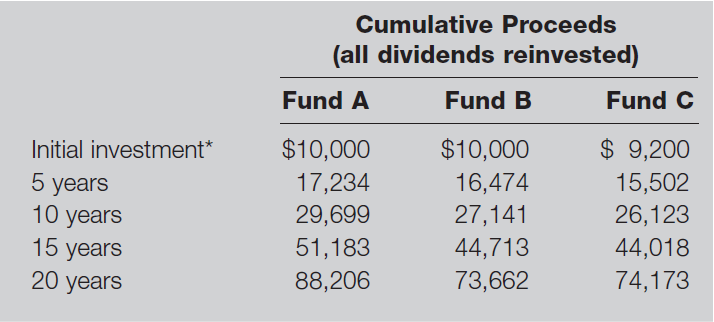 Cumulative Proceeds
(all dividends reinvested)
Fund A Fund B Fund C
Initial investment* $10,000 $10,000 $ 9,200
5 years 17,234 16,474 15,502
10 years 29,699 27,141 26,123
15 years 51,183 44,713 44,018
20 years 88,206 73,662 74,173